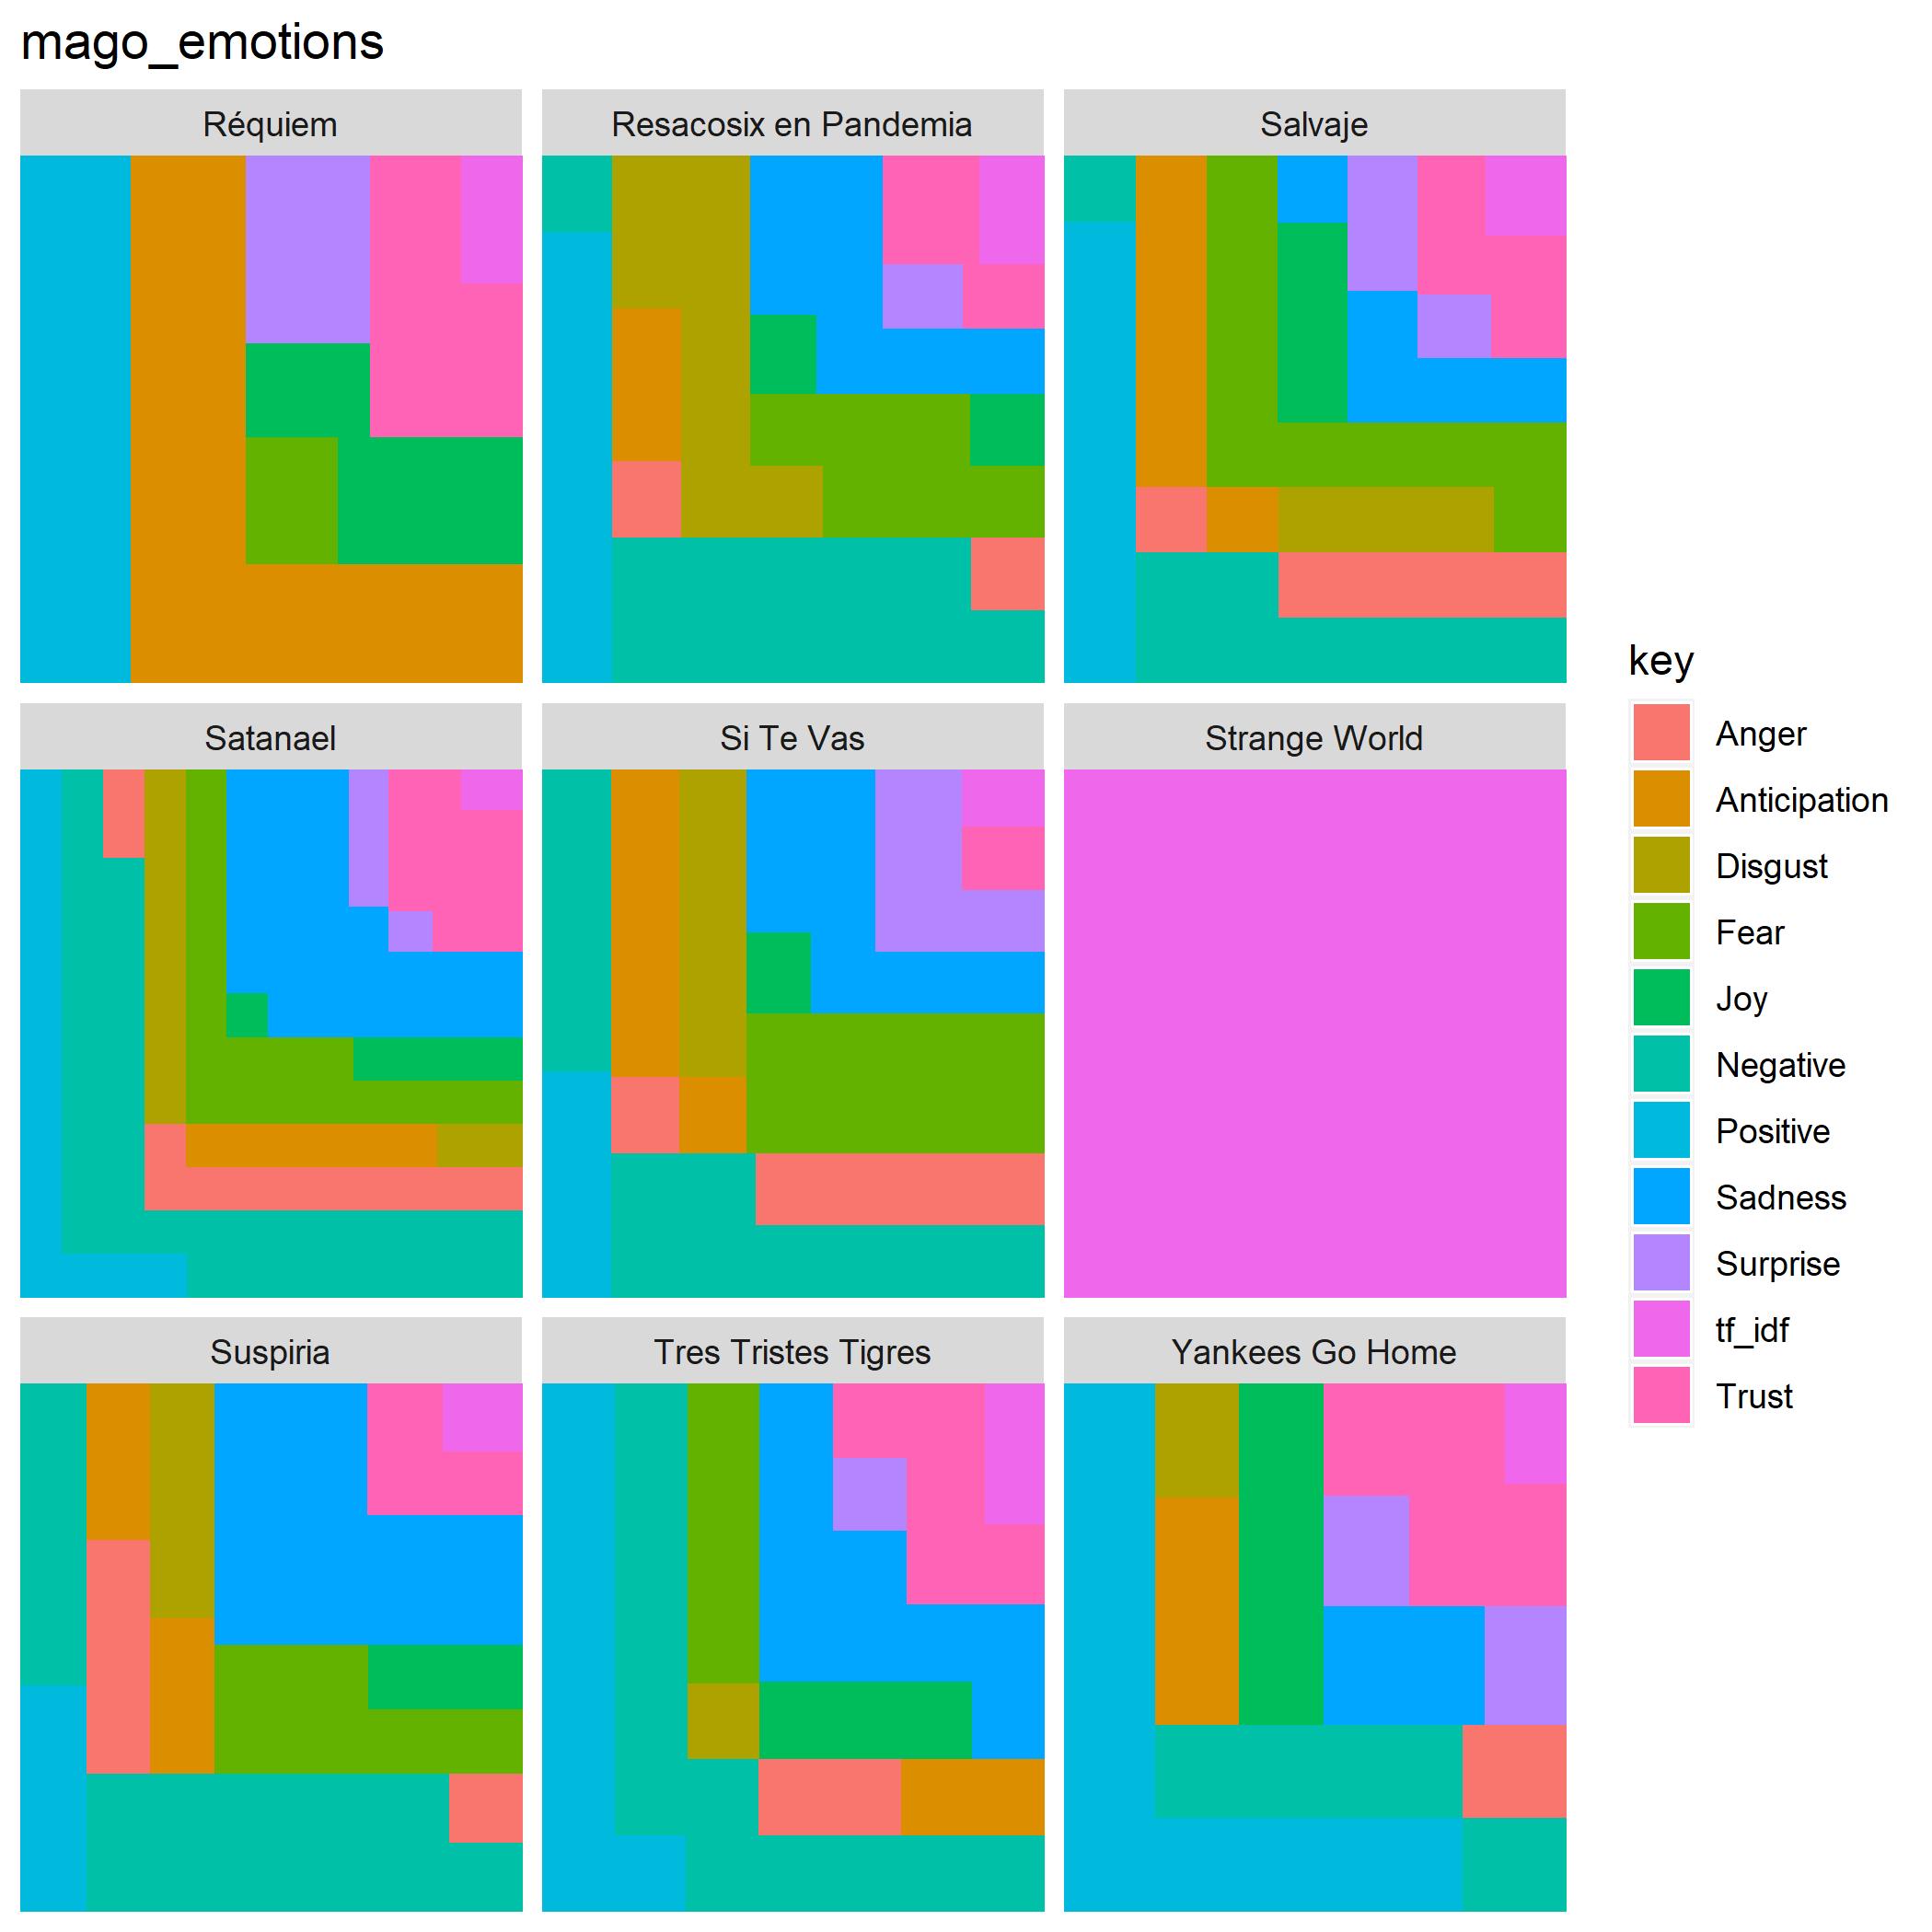 mago_emotions
Réquiem
Resacosix en Pandemia
Salvaje
Satanael
Si Te Vas
Strange World
Suspiria
Tres Tristes Tigres
Yankees Go Home
key
Anger
Anticipation
Disgust
Fear
Joy
Negative
Positive
Sadness
Surprise
tf_idf
Trust